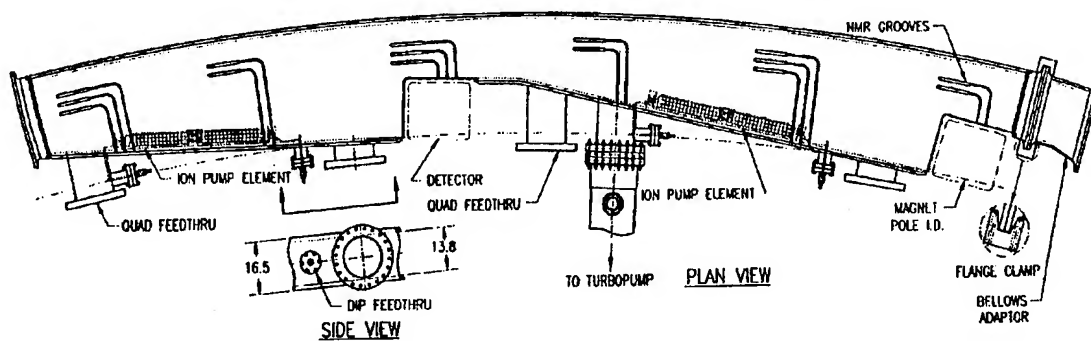 NMR GROOVES
ION PUMP ELEMENT
DETECTOR
QUAD FEEDTHRU
QUAD FEEDTHRU
ION PUMP ELEMENT
MAGNET
POLE I.D.
16.5
13.8
DIP FEEDTHRU
SIDE VIEW
TO TURBOPUMP
PLAN VIEW
FLANGE CLAMP
BELLOWS
ADAPTOR